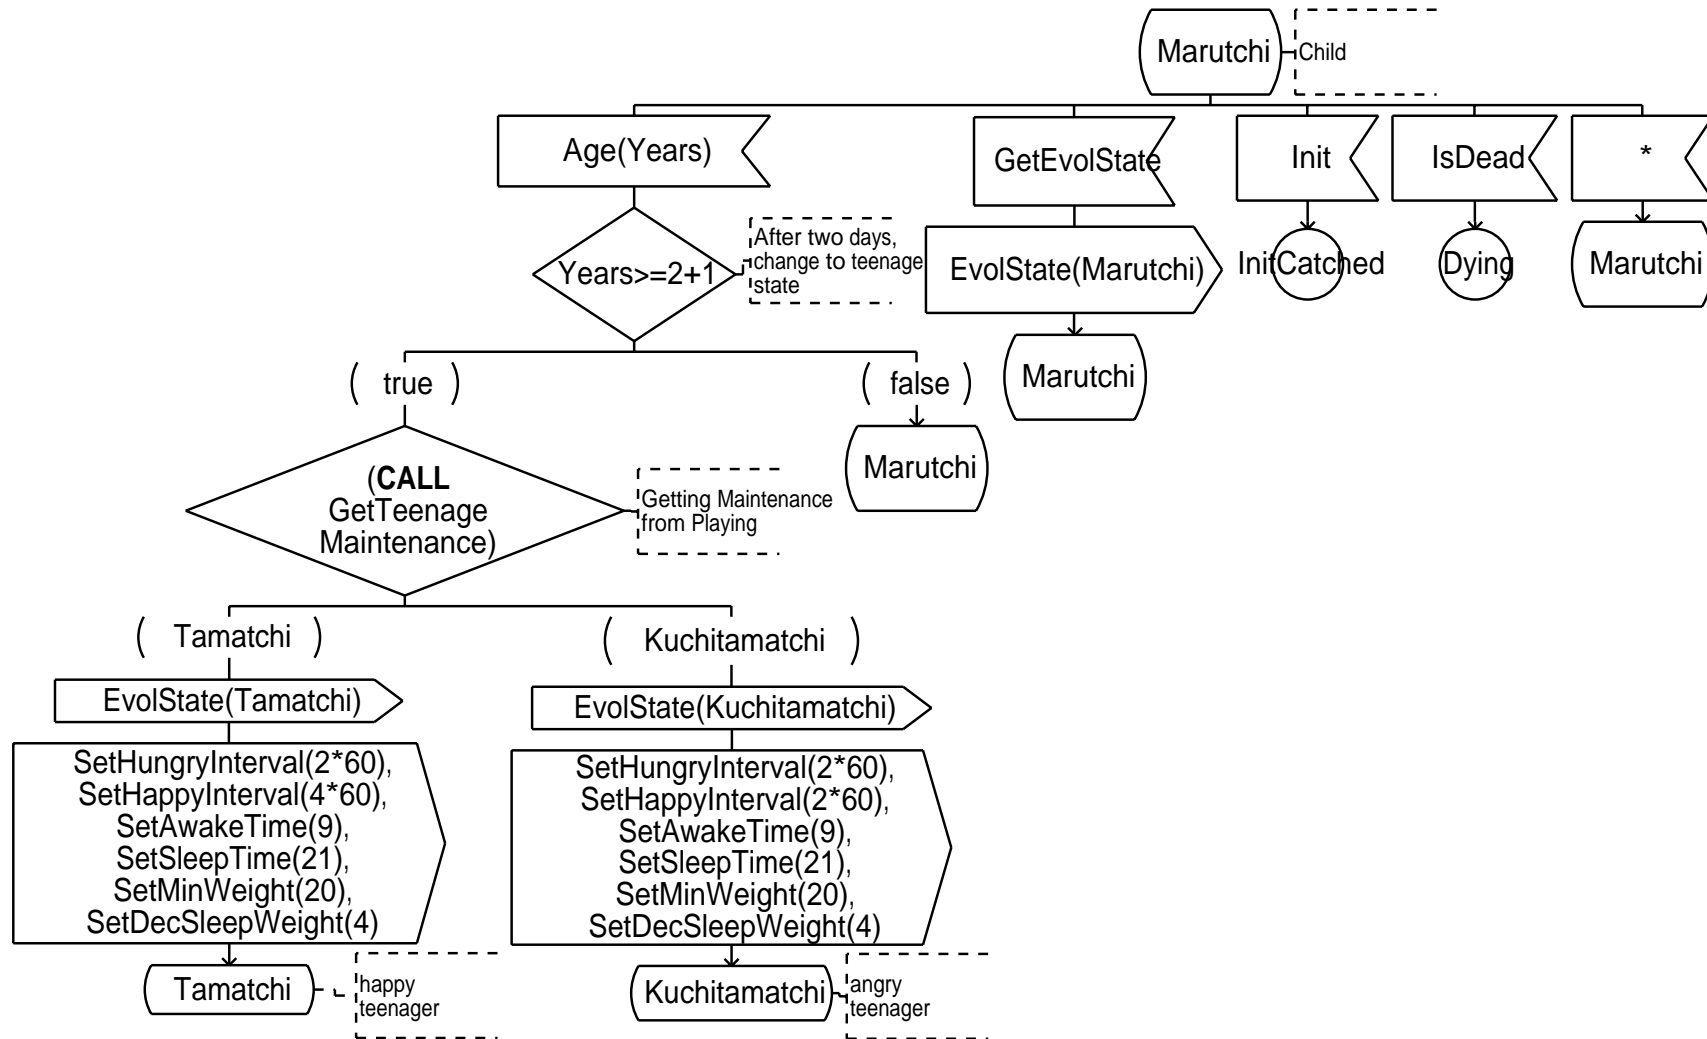 Marutchi
Child
Age(Years)
GetEvolState
Init
IsDead
*
Years>=2+1
After two days,
change to teenage
state
EvolState(Marutchi)
InitCatched
Dying
Marutchi
Marutchi
( true )
( false )
Marutchi
(CALL
GetTeenage
Maintenance)
Getting Maintenance
from Playing
( Tamatchi )
( Kuchitamatchi )
EvolState(Tamatchi)
EvolState(Kuchitamatchi)
SetHungryInterval(2*60),
SetHappyInterval(4*60),
SetAwakeTime(9),
SetSleepTime(21),
SetMinWeight(20),
SetDecSleepWeight(4)
SetHungryInterval(2*60),
SetHappyInterval(2*60),
SetAwakeTime(9),
SetSleepTime(21),
SetMinWeight(20),
SetDecSleepWeight(4)
Tamatchi
happy
teenager
Kuchitamatchi
angry
teenager